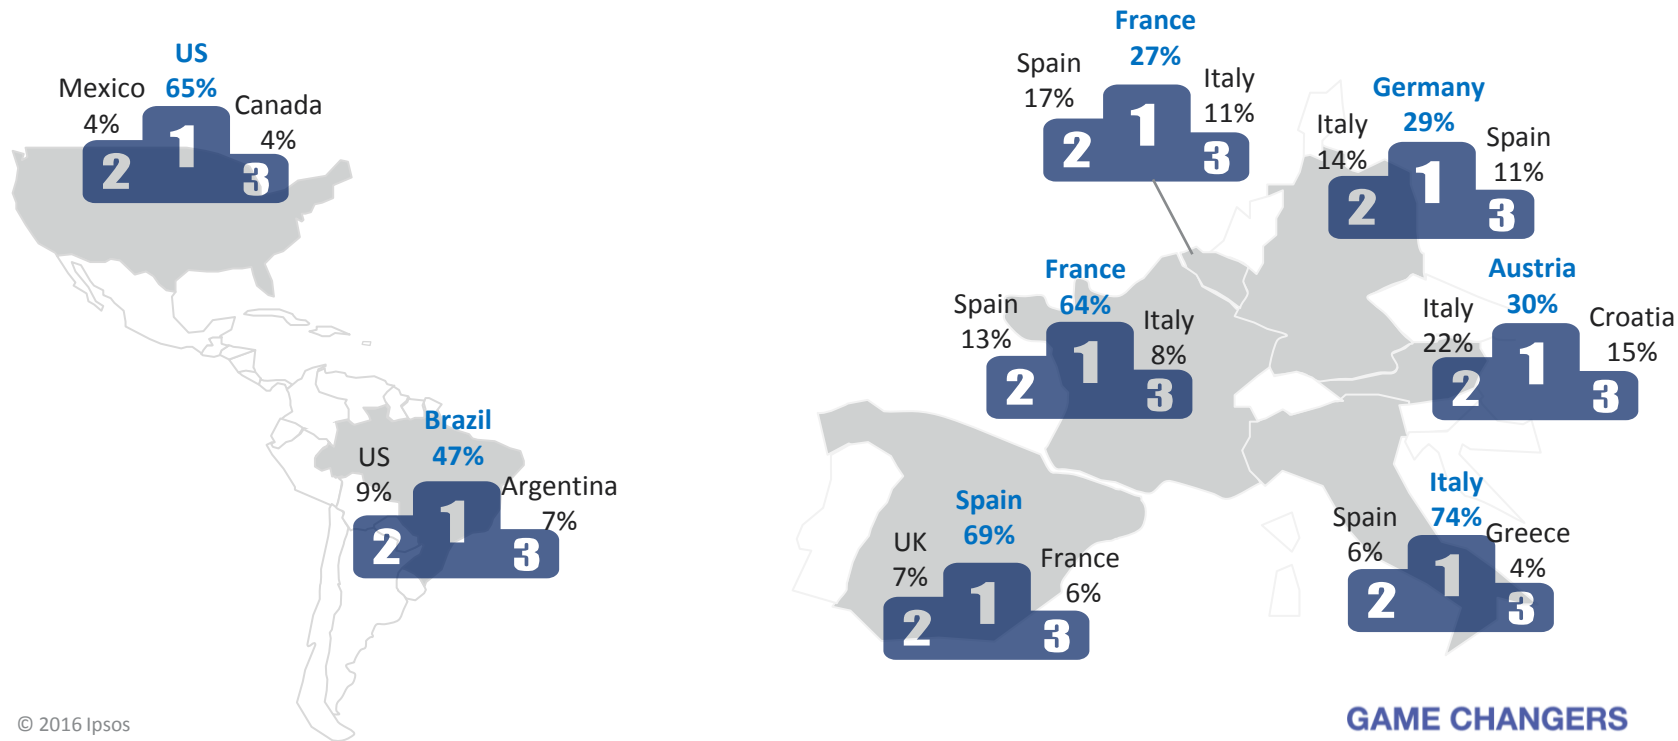 US
65%
Mexico
4%
Canada
4%
1
2
3
Brazil
47%
US
9%
Argentina
7%
1
2
3
France
27%
Spain
17%
Italy
11%
1
2
3
Germany
29%
Italy
14%
Spain
11%
1
2
3
France
64%
Spain
13%
Italy
8%
1
2
3
Austria
30%
Italy
22%
Croatia
15%
1
2
3
Spain
69%
UK
7%
France
6%
1
2
3
Italy
74%
Spain
6%
Greece
4%
1
2
3
© 2016 Ipsos
GAME CHANGERS